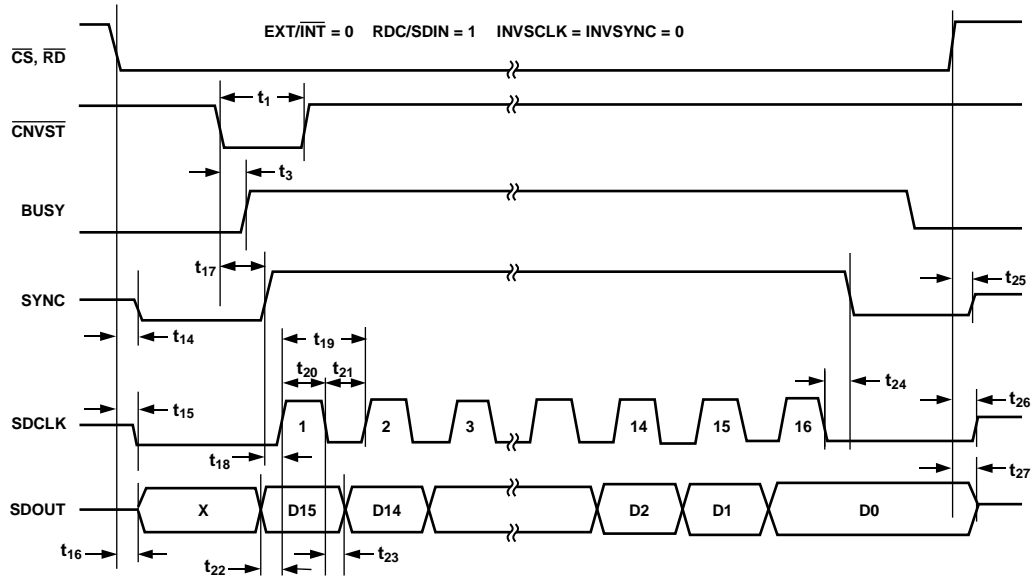 EXT/INT = 0 RDC/SDIN = 1 INVSCLK = INVSYNC = 0
CS, RD
t1
CNVST
t3
BUSY
t17
t25
SYNC
t14
t19
t20 t21
t24
t15
t26
SDCLK
1 2 3 14 15 16
t18
t27
SDOUT
X D15 D14 D2 D1 D0
t16
t22
t23